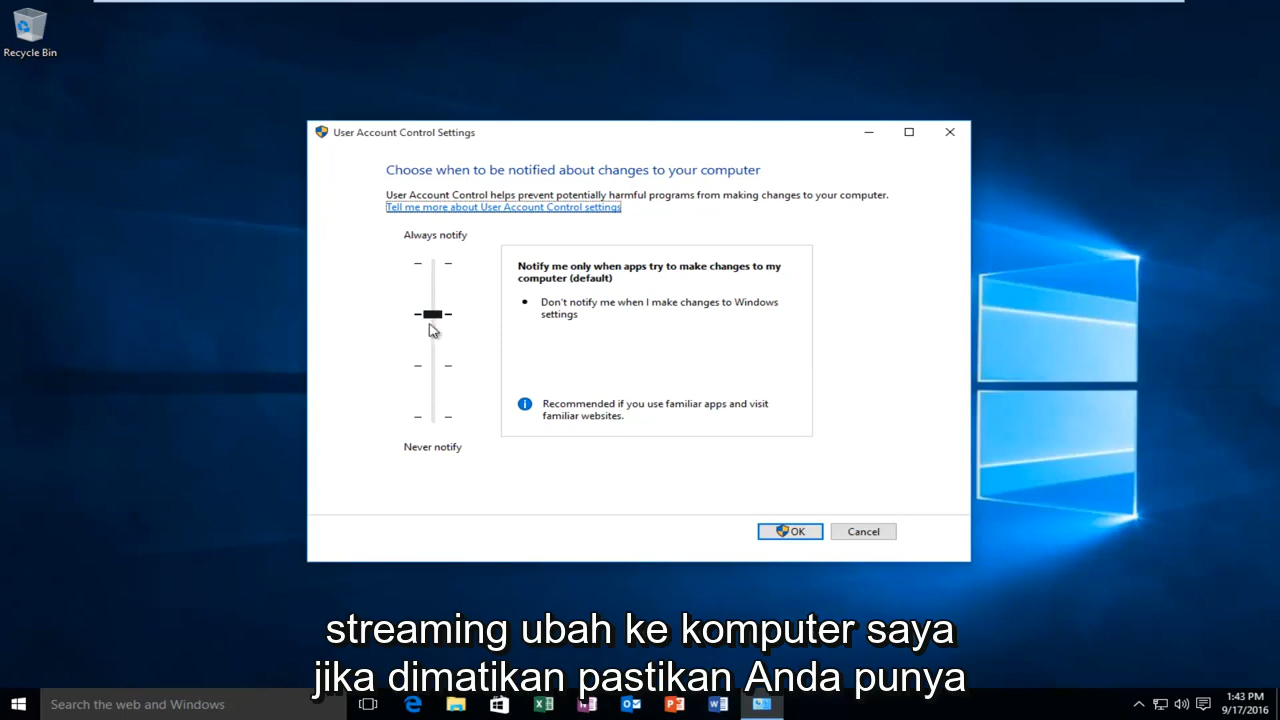 Recycle Bin
User Account Control Settings
Choose when to be notified about changes to your computer
User Account Control helps prevent potentially harmful programs from making changes to your computer.
Tell me more about User Account Control settings
Always notify
Notify me only when apps try to make changes to my
computer (default)
Don't notify me when I make changes to Windows
settings
Recommended if you use familiar apps and visit
familiar websites.
Never notify
OK
Cancel
streaming ubah ke komputer saya
jika dimatikan pastikan Anda punya
Search the web and Windows
1:43 PM
9/17/2016